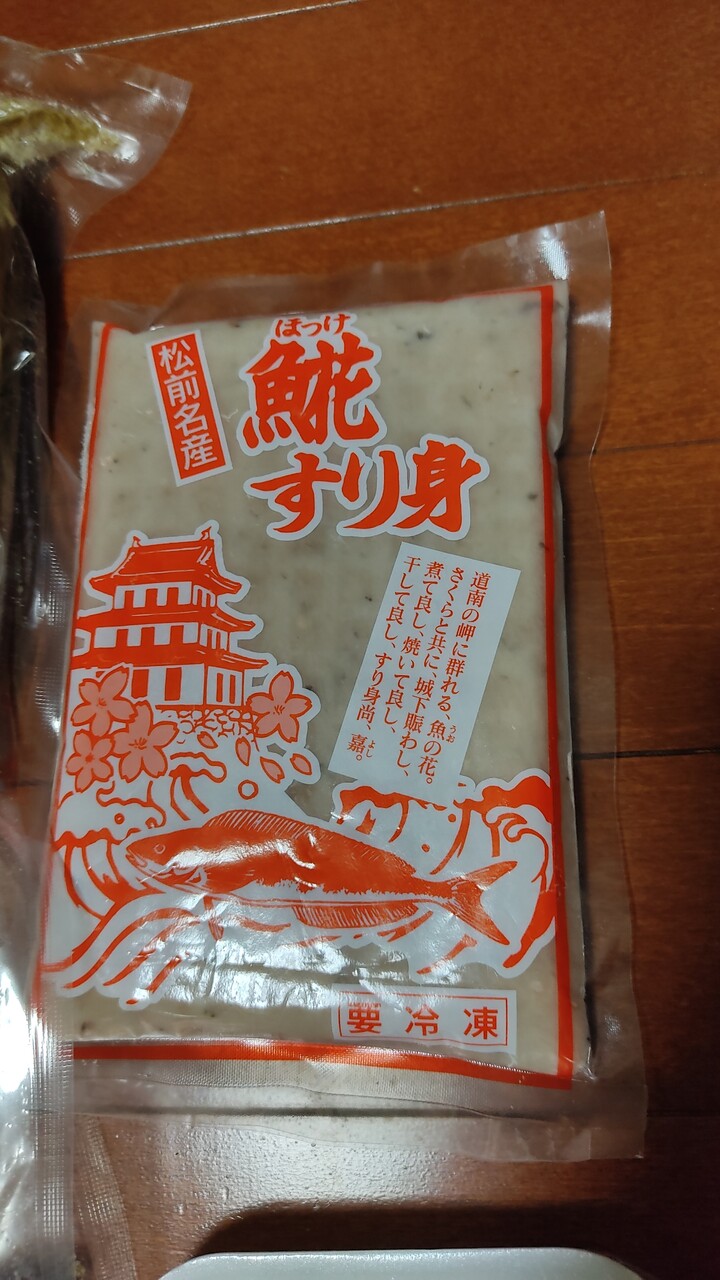 松前名産
ほっけ
𩸽
すり身
道南の岬に群れる、魚の花。
うお
さくらと共に、城下賑わし、
煮て良し、焼いて良し、
干して良し、すり身尚、嘉。
よし
要冷凍